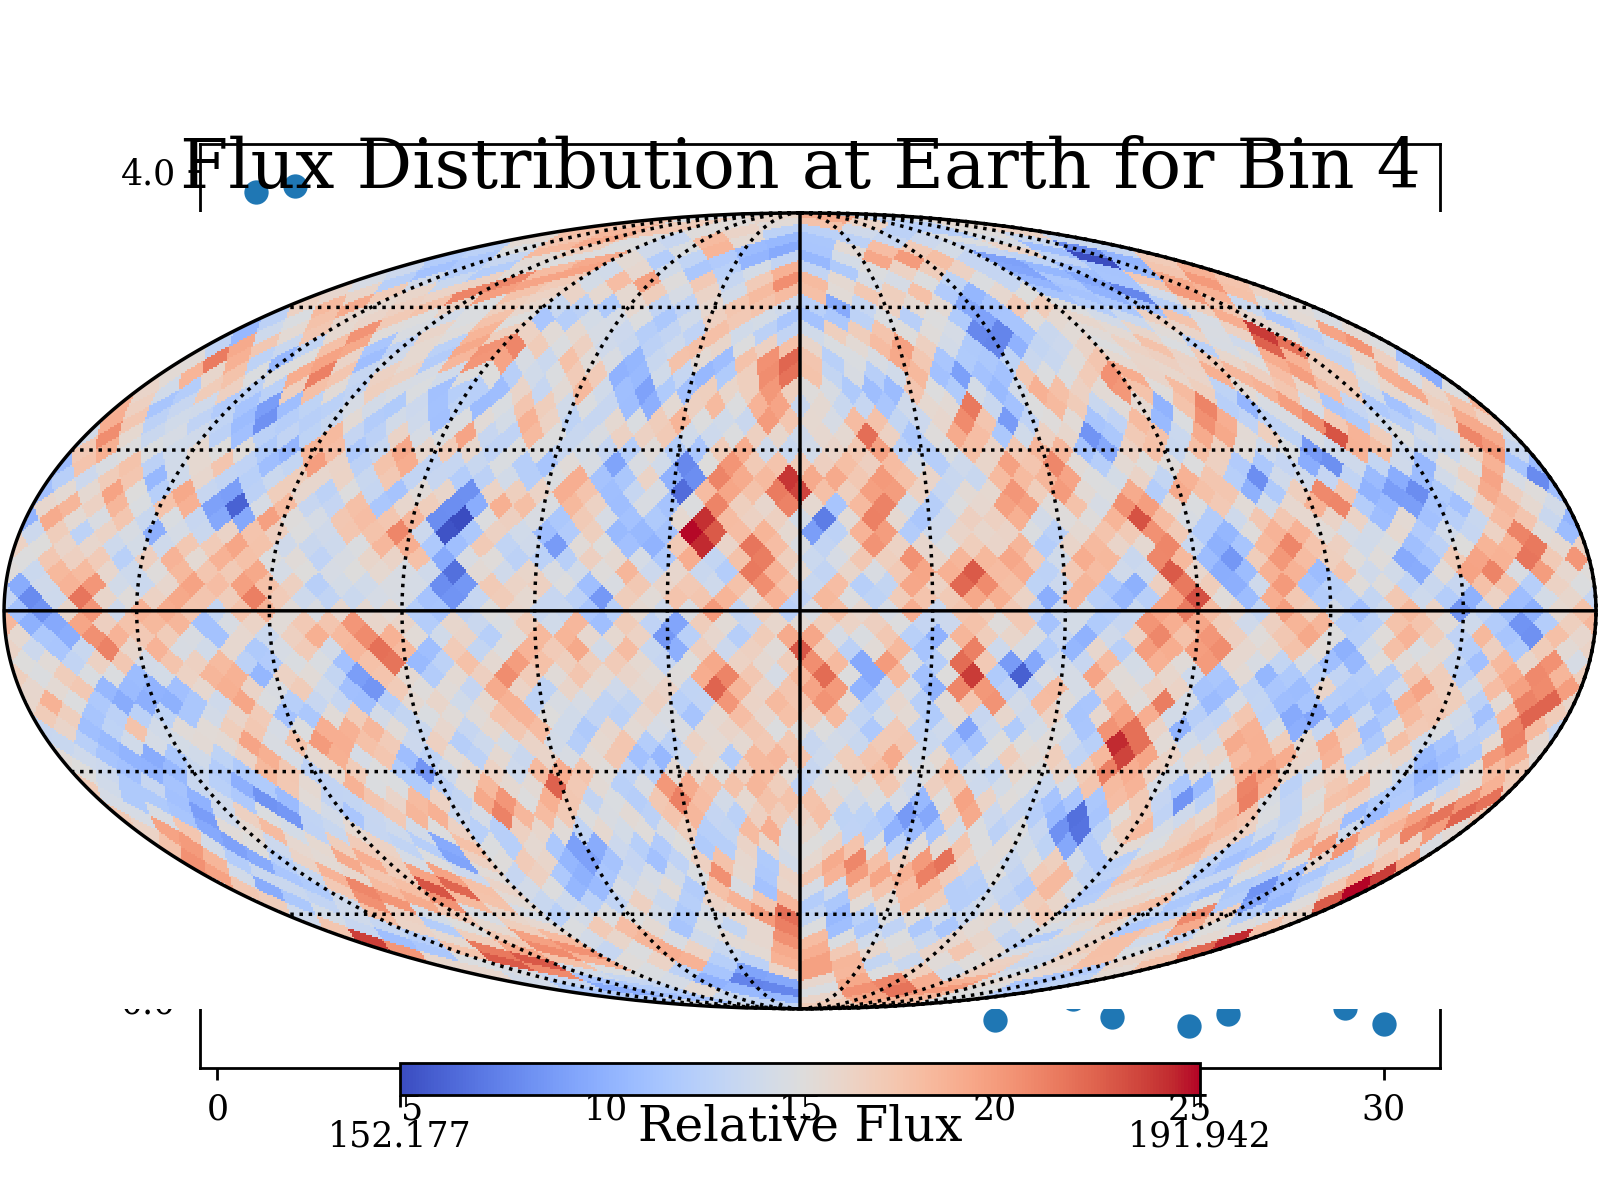 Flux Distribution at Earth for Bin 4
4.0
0 5 10 15 20 25 30
Relative Flux
152.177 191.942